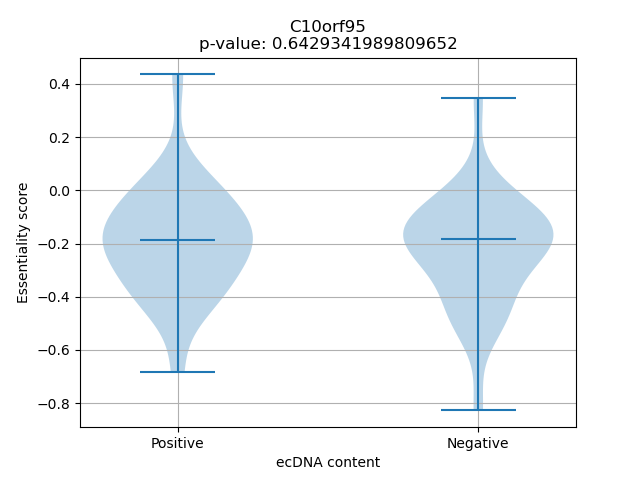 C10orf95
p-value: 0.6429341989809652
0.4
0.2
0.0
−0.2
−0.4
−0.6
−0.8
Essentiality score
Positive
Negative
ecDNA content